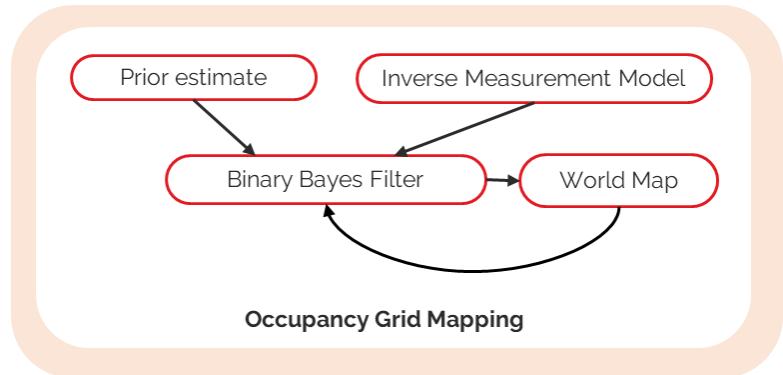 Prior estimate
Inverse Measurement Model
Binary Bayes Filter
World Map
Occupancy Grid Mapping